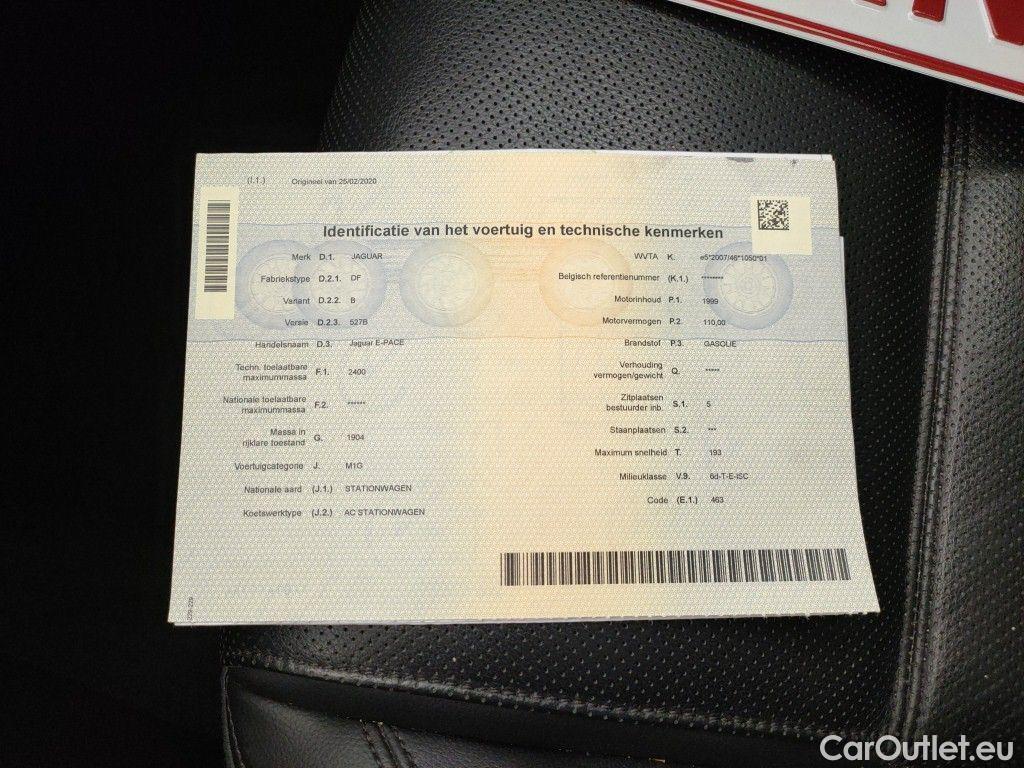 (I.1.) Origineel van 25/02/2020
Identificatie van het voertuig en technische kenmerken
Merk D.1. JAGUAR
Fabriekstype D.2.1. DF
Variant D.2.2. B
Versie D.2.3. 527B
Handelsnaam D.3. Jaguar E-PACE
Techn. toelaatbare
maximummassa F.1. 2400
Nationale toelaatbare
maximummassa F.2. ******
Massa in
rijklare toestand G. 1904
Voertuigcategorie J. M1G
Nationale aard (J.1.) STATIONWAGEN
Koetswerktype (J.2.) AC STATIONWAGEN
WVTA K. e5*2007/46*1050*01
Belgisch referentienummer (K.1.) ********
Motorinhoud P.1. 1999
Motorvermogen P.2. 110,00
Brandstof P.3. GASOLIE
Verhouding
vermogen/gewicht Q. *****
Zitplaatsen
bestuurder inb. S.1. 5
Staanplaatsen S.2. ***
Maximum snelheid T. 193
Milieuklasse V.9. 6d-T-E-ISC
Code (E.1.) 463
CarOutlet.eu